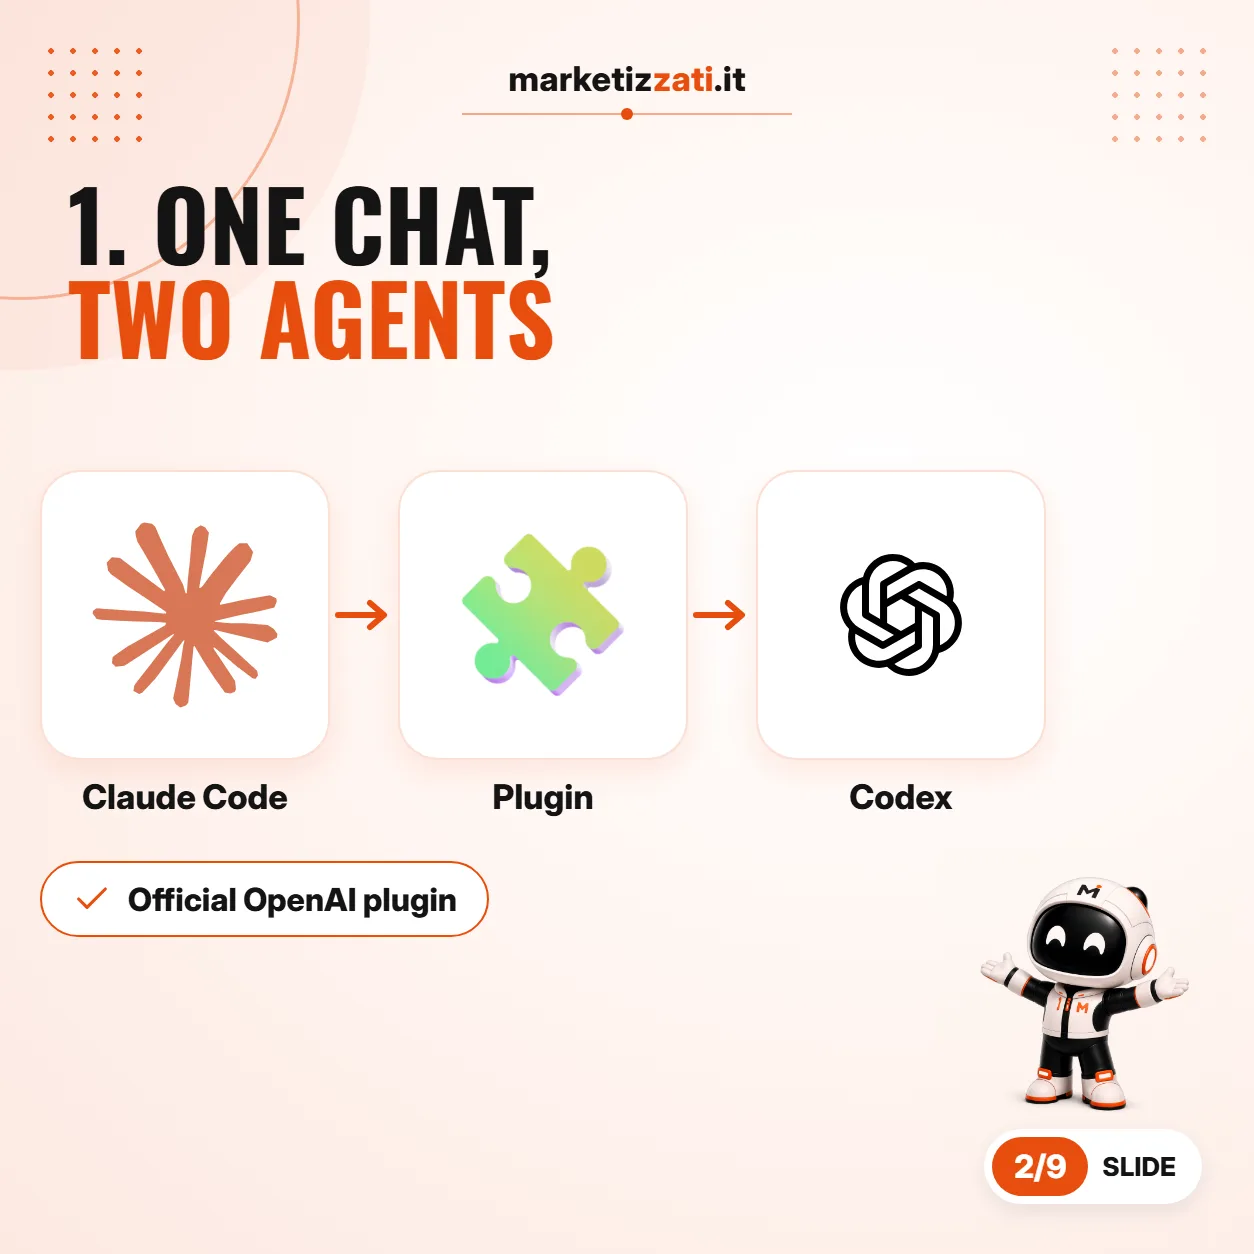 marketizzati.it
1. ONE CHAT,
TWO AGENTS
Claude Code
Plugin
Codex
Official OpenAI plugin
2/9 SLIDE